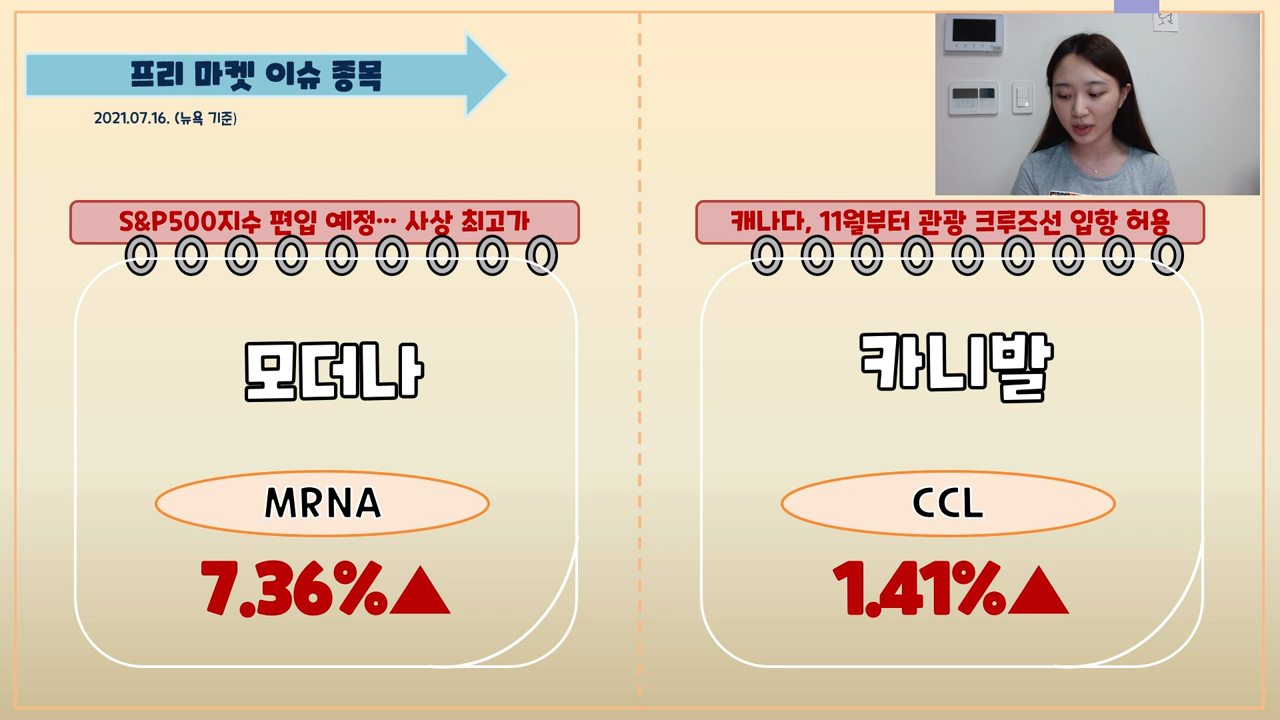 프리 마켓 이슈 종목
2021.07.16. (뉴욕 기준)
S&P500지수 편입 예정… 사상 최고가
모더나
MRNA
7.36%▲
캐나다, 11월부터 관광 크루즈선 입항 허용
카니발
CCL
1.41%▲